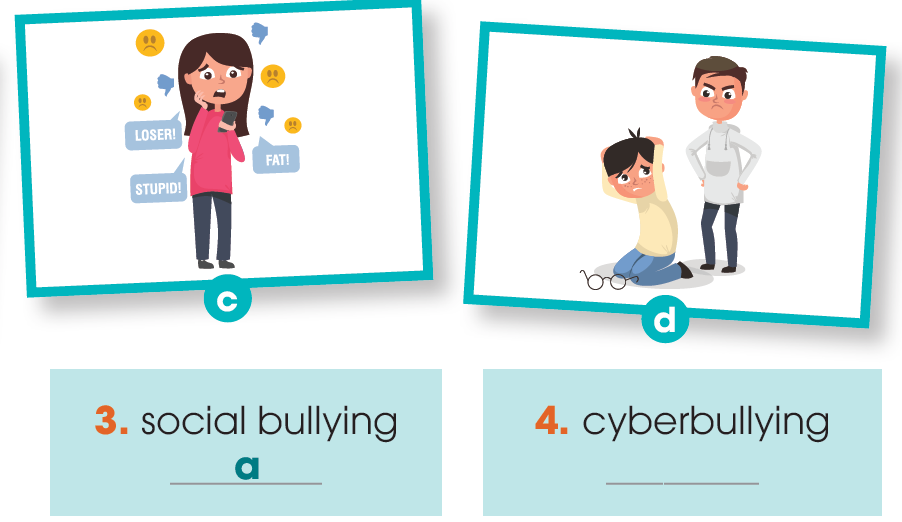 LOSER!
FAT!
STUPID!
c
d
3. social bullying
a
4. cyberbullying